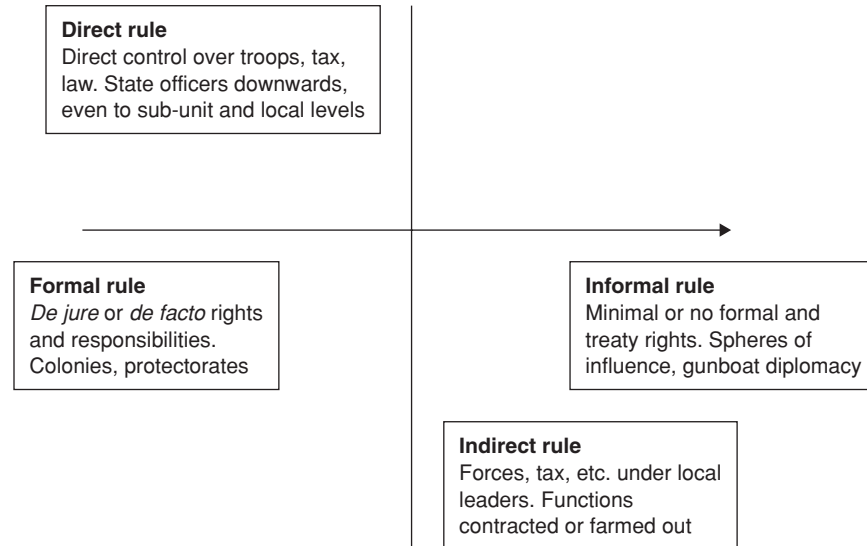 Direct rule
Direct control over troops, tax,
law. State officers downwards,
even to sub-unit and local levels
Formal rule
De jure or de facto rights
and responsibilities.
Colonies, protectorates
Informal rule
Minimal or no formal and
treaty rights. Spheres of
influence, gunboat diplomacy
Indirect rule
Forces, tax, etc. under local
leaders. Functions
contracted or farmed out